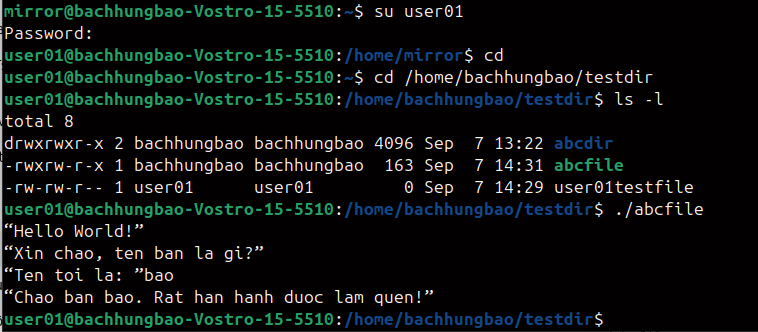 mirror@bachhungbao-Vostro-15-5510:~$ su user01
Password:
user01@bachhungbao-Vostro-15-5510:/home/mirror$ cd
user01@bachhungbao-Vostro-15-5510:~$ cd /home/bachhungbao/testdir
user01@bachhungbao-Vostro-15-5510:/home/bachhungbao/testdir$ ls -l
total 8
drwxrwxr-x 2 bachhungbao bachhungbao 4096 Sep  7 13:22 abcdir
-rwxrw-r-x 1 bachhungbao bachhungbao  163 Sep  7 14:31 abcfile
-rw-rw-r-- 1 user01      user01         0 Sep  7 14:29 user01testfile
user01@bachhungbao-Vostro-15-5510:/home/bachhungbao/testdir$ ./abcfile
“Hello World!”
“Xin chao, ten ban la gi?”
“Ten toi la: ”bao
“Chao ban bao. Rat han hanh duoc lam quen!”
user01@bachhungbao-Vostro-15-5510:/home/bachhungbao/testdir$